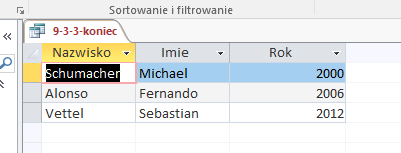 Sortowanie i filtrowanie
9-3-3-koniec
Nazwisko Imie Rok
Schumacher Michael 2000
Alonso Fernando 2006
Vettel Sebastian 2012